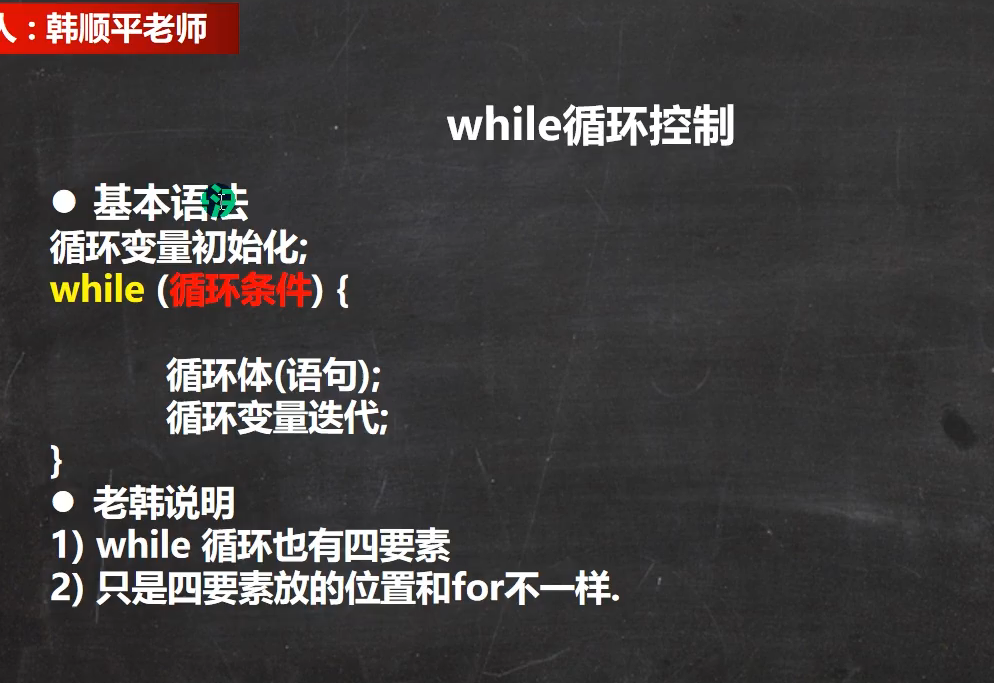 人：韩顺平老师
while循环控制
● 基本语法
循环变量初始化;
while (循环条件) {
循环体(语句);
循环变量迭代;
}
● 老韩说明
1) while 循环也有四要素
2) 只是四要素放的位置和for不一样.